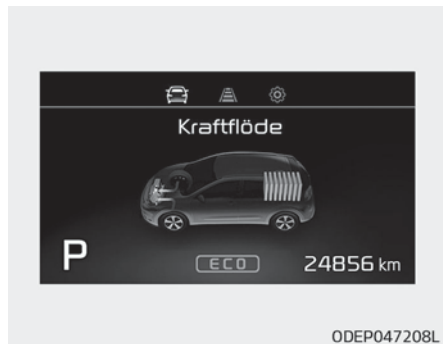 Kraftflöde
P
ECO
24856 km
ODEP047208L